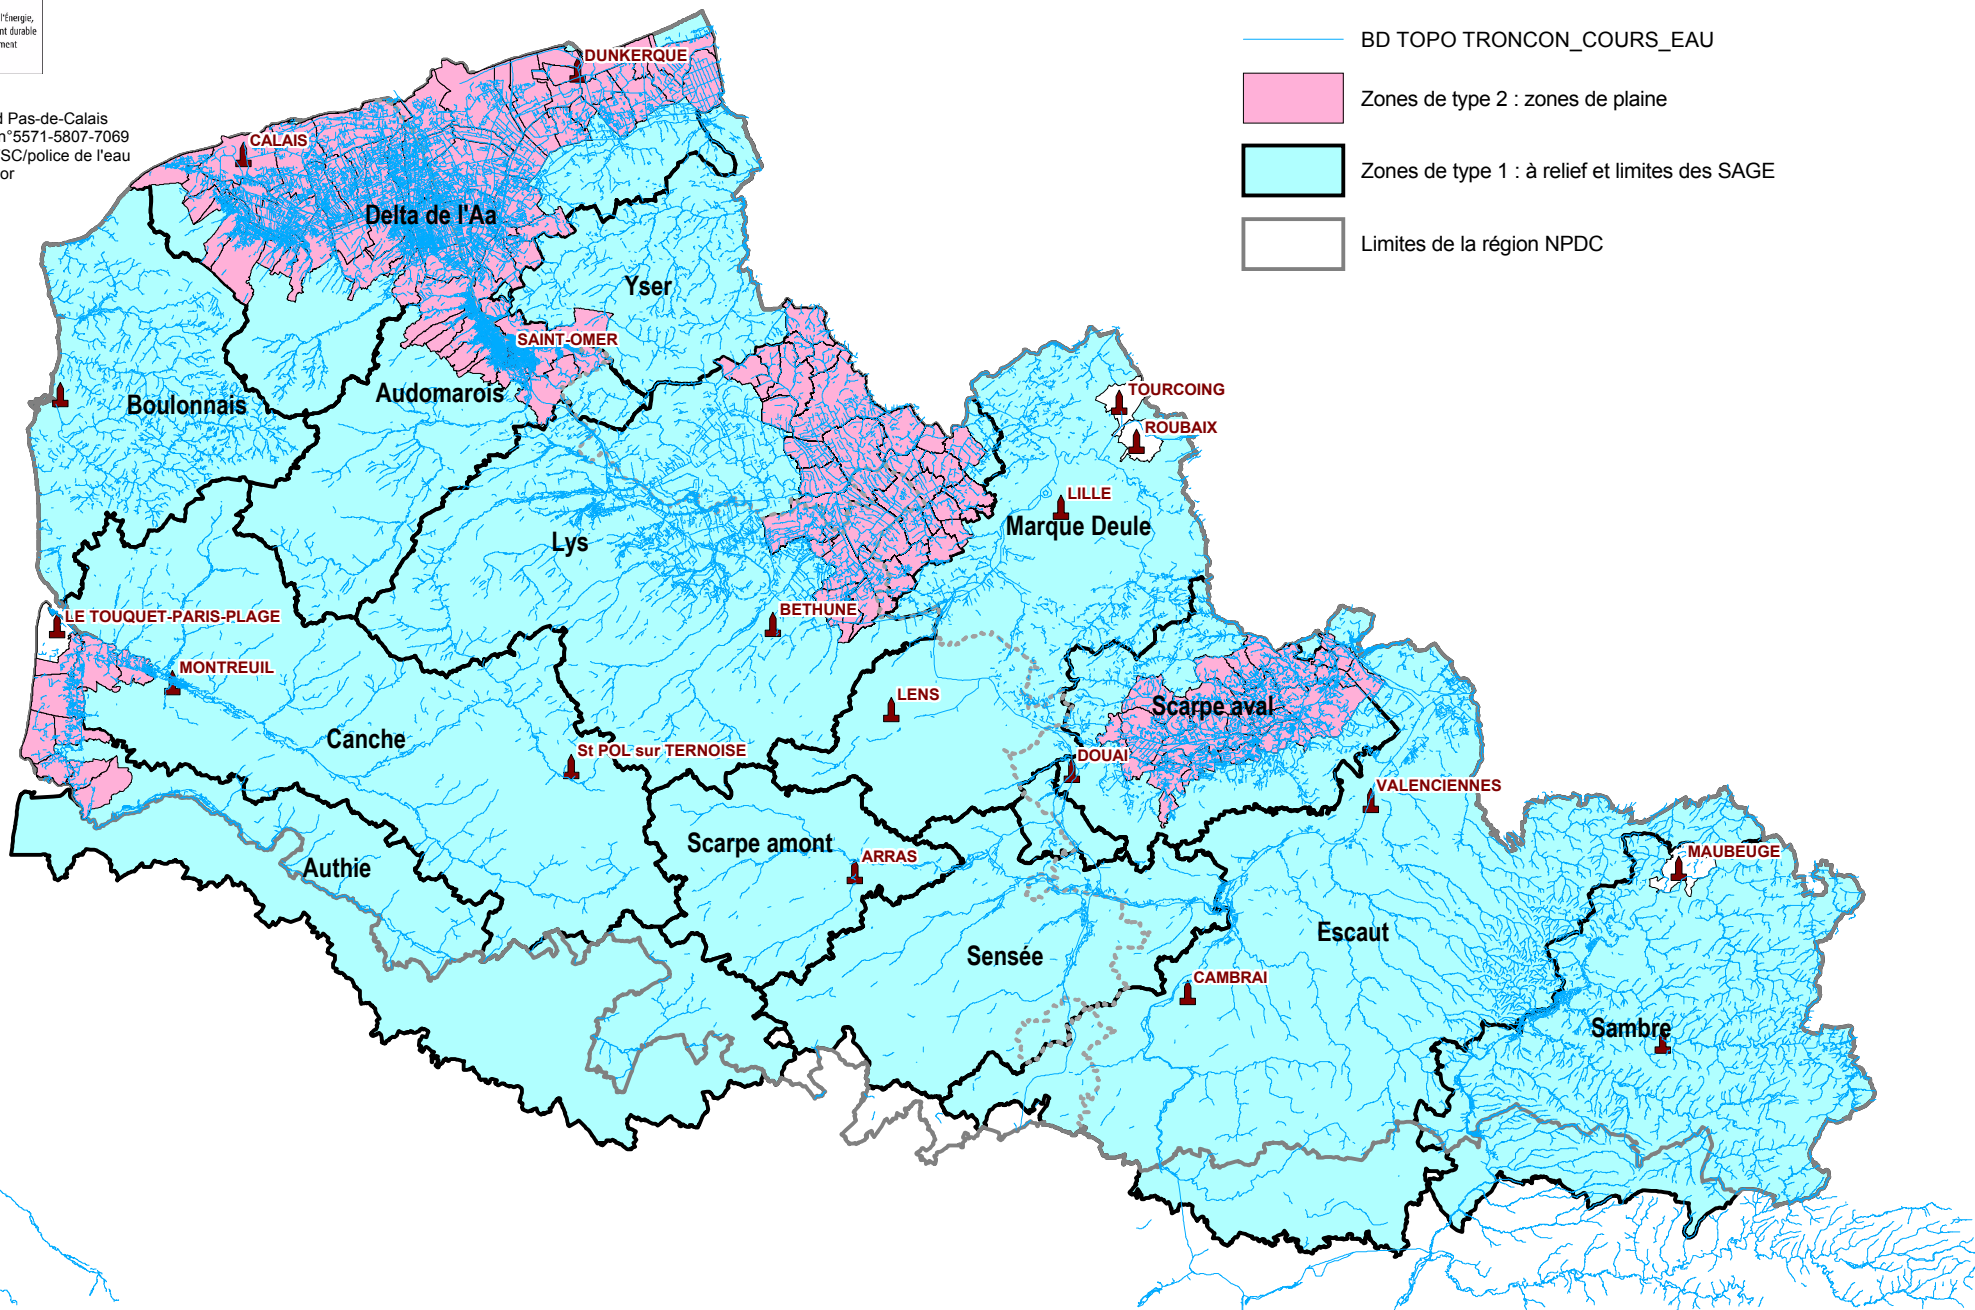 l'Énergie,
nt durable
ment
d Pas-de-Calais
n°5571-5807-7069
SC/police de l'eau
or
BD TOPO TRONCON_COURS_EAU
Zones de type 2 : zones de plaine
Zones de type 1 : à relief et limites des SAGE
Limites de la région NPDC
DUNKERQUE
CALAIS
Delta de l'Aa
Yser
SAINT-OMER
Audomarois
Boulonnais
TOURCOING
ROUBAIX
LILLE
Marque Deule
Lys
BETHUNE
LE TOUQUET-PARIS-PLAGE
MONTREUIL
LENS
Scarpe aval
Canche
St POL sur TERNOISE
DOUAI
VALENCIENNES
Scarpe amont
ARRAS
MAUBEUGE
Authie
Escaut
Sensée
CAMBRAI
Sambre